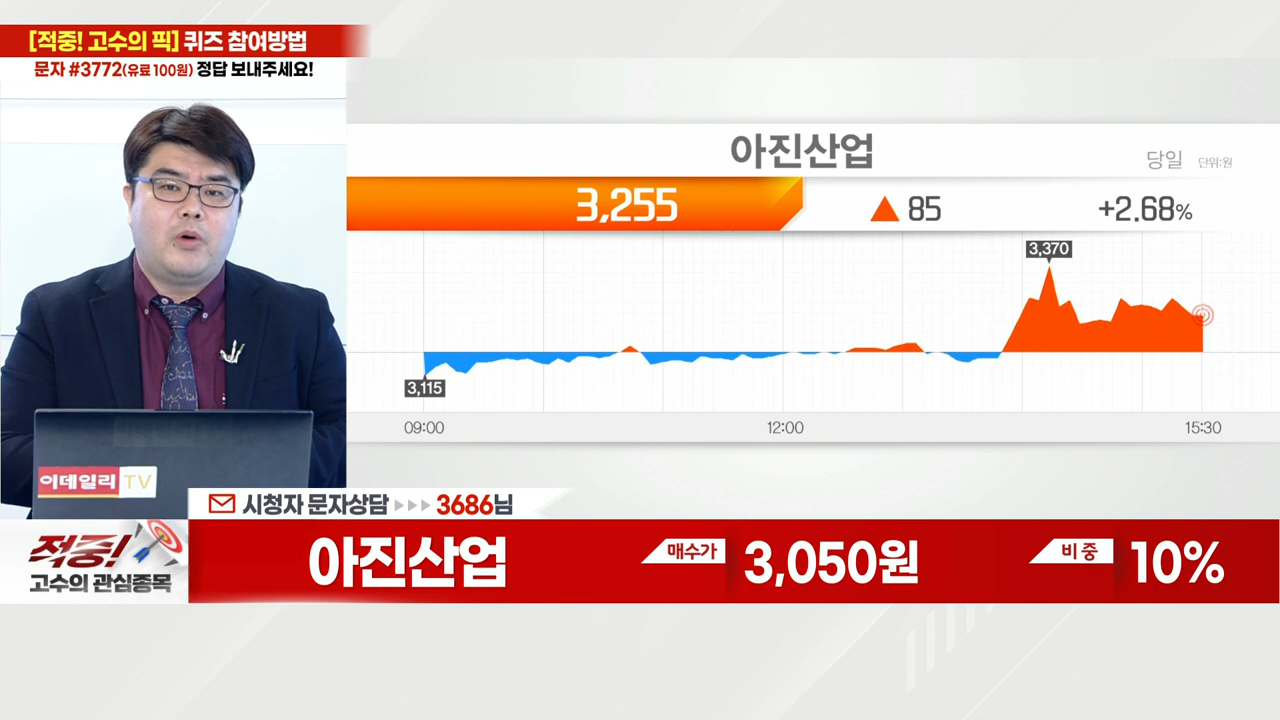 [적중! 고수의 픽] 퀴즈 참여방법
문자 #3772(유료 100원) 정답 보내주세요!
아진산업
당일 단위:원
3,255 ▲ 85 +2.68%
3,370
3,115
09:00 12:00 15:30
이데일리 TV
시청자 문자상담 ▶▶▶ 3686님
적중!
고수의 관심종목
아진산업 매수가 3,050원 비중 10%